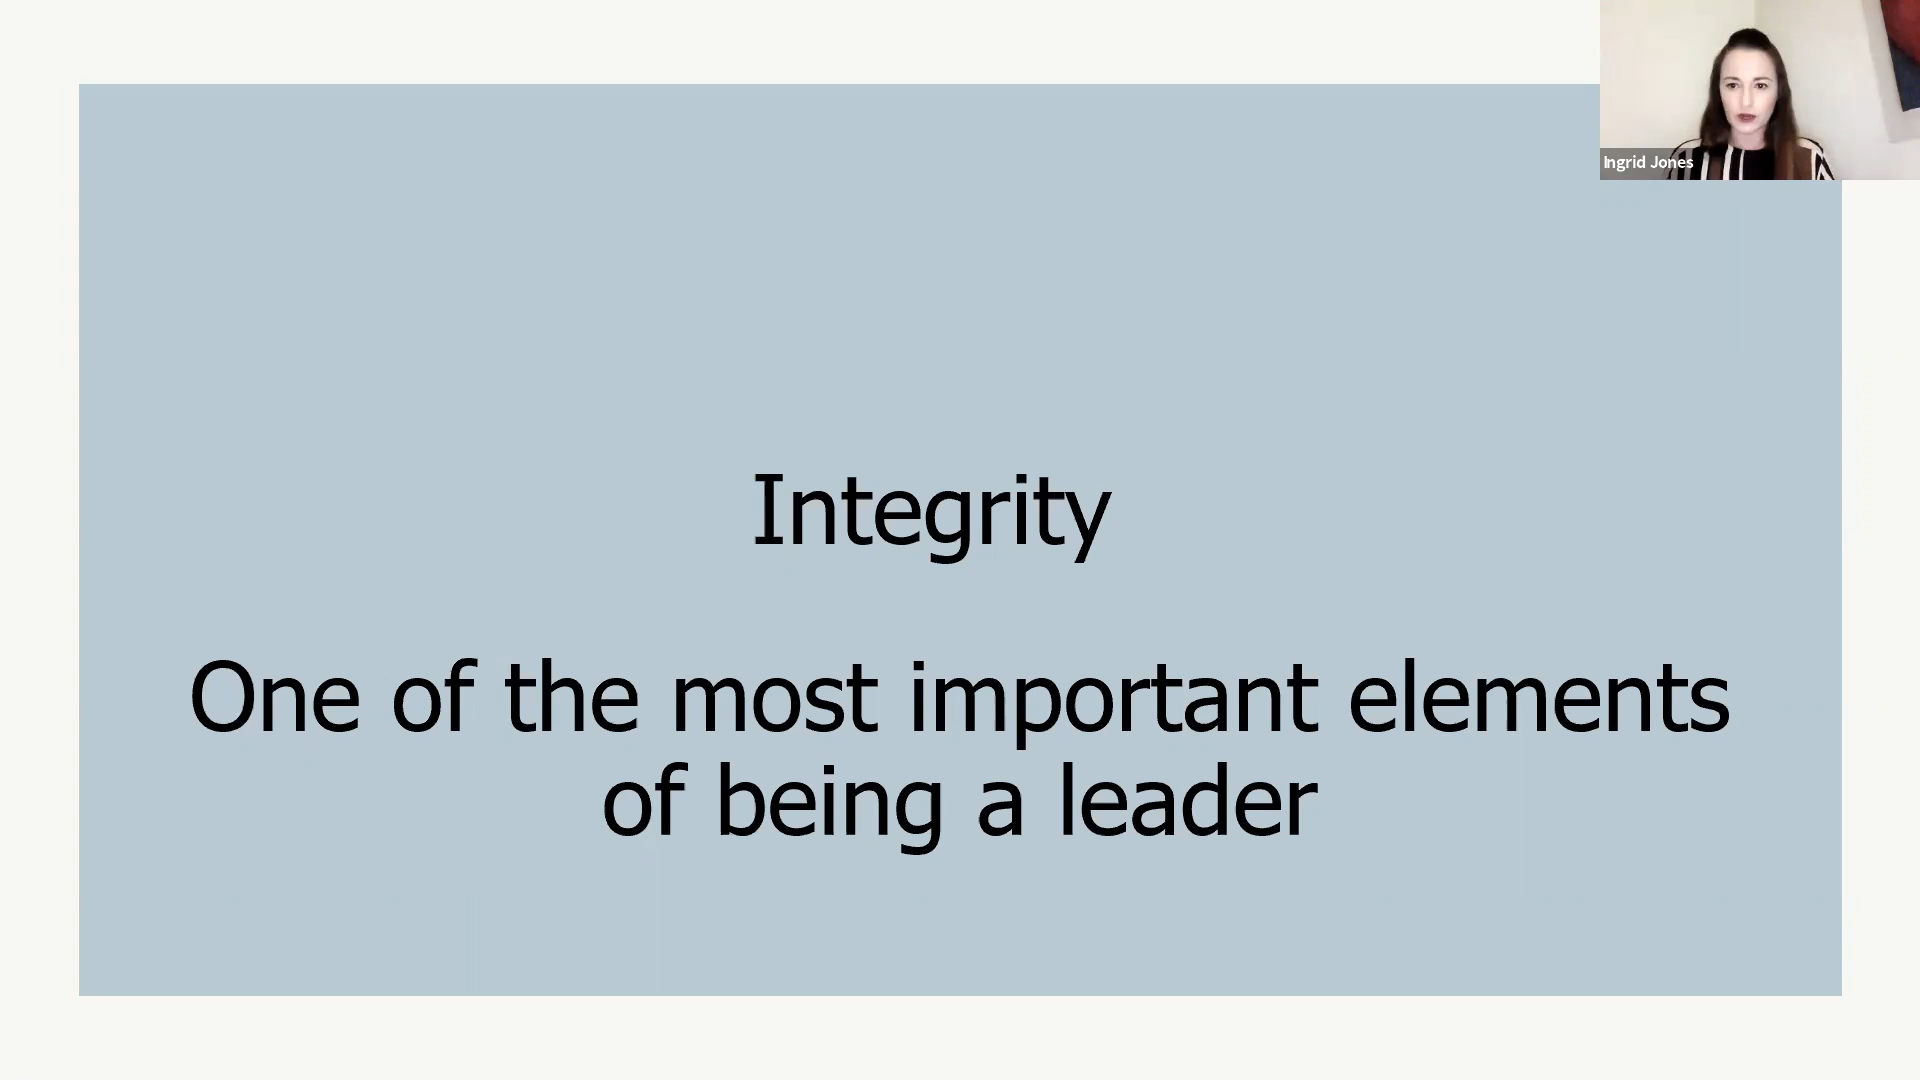 Ingrid Jones
Integrity
One of the most important elements
of being a leader